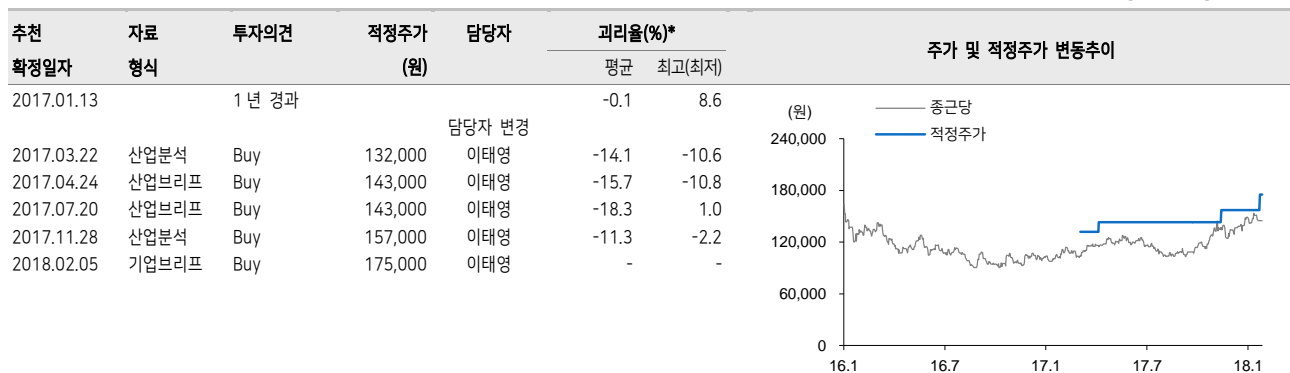 추천 자료 투자의견 적정주가 담당자 괴리율(%)* 주가 및 적정주가 변동추이
확정일자 형식 (원) 평균 최고(최저)
2017.01.13 1년 경과 -0.1 8.6
담당자 변경
2017.03.22 산업분석 Buy 132,000 이태영 -14.1 -10.6
2017.04.24 산업브리프 Buy 143,000 이태영 -15.7 -10.8
2017.07.20 산업브리프 Buy 143,000 이태영 -18.3 1.0
2017.11.28 산업분석 Buy 157,000 이태영 -11.3 -2.2
2018.02.05 기업브리프 Buy 175,000 이태영 - -
(원)
종근당
적정주가
240,000
180,000
120,000
60,000
0
16.1 16.7 17.1 17.7 18.1